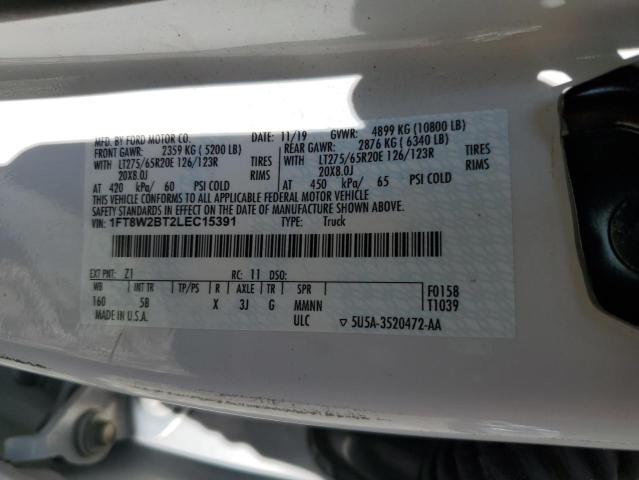 MFD. BY FORD MOTOR CO. DATE: 11/19 GVWR: 4899 KG (10800 LB)
FRONT GAWR: 2359 KG (5200 LB) REAR GAWR: 2876 KG (6340 LB)
WITH LT275/65R20E 126/123R TIRES WITH LT275/65R20E 126/123R TIRES
20X8.0J RIMS 20X8.0J RIMS
AT 420 kPa/ 60 PSI COLD AT 450 kPa/ 65 PSI COLD
THIS VEHICLE CONFORMS TO ALL APPLICABLE FEDERAL MOTOR VEHICLE
SAFETY STANDARDS IN EFFECT ON THE DATE OF MANUFACTURE SHOWN ABOVE.
VIN: 1FT8W2BT2LEC15391 TYPE: Truck
EXT PNT: Z1 RC: 11 DSO:
WB INT TR TP/PS R AXLE TR SPR F0158
160 5B X 3J G MMNN T1039
MADE IN U.S.A. ULC ▽5U5A-3520472-AA